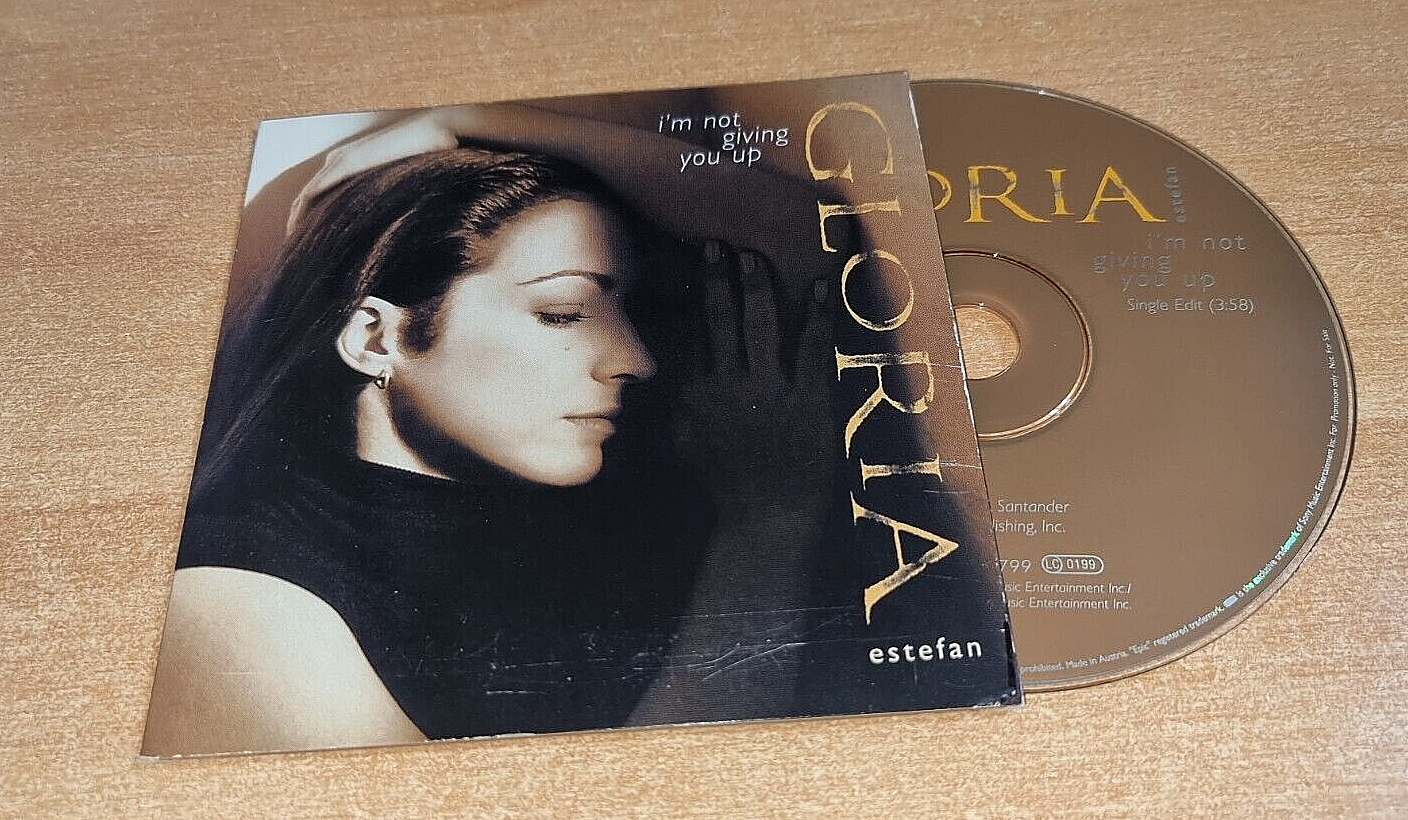 i'm not
giving
you up
GLORIA
estefan
ORIA
estefan
i'm not
giving
you up
Single Edit (3:58)
Santander
ishing, Inc.
799 LC 0199
sic Entertainment Inc./
usic Entertainment Inc.
prohibited. Made in Austria. "Epic" registered trademark. is the exclusive trademark of Sony Music Entertainment Inc. For Promotion only - Not For Sale